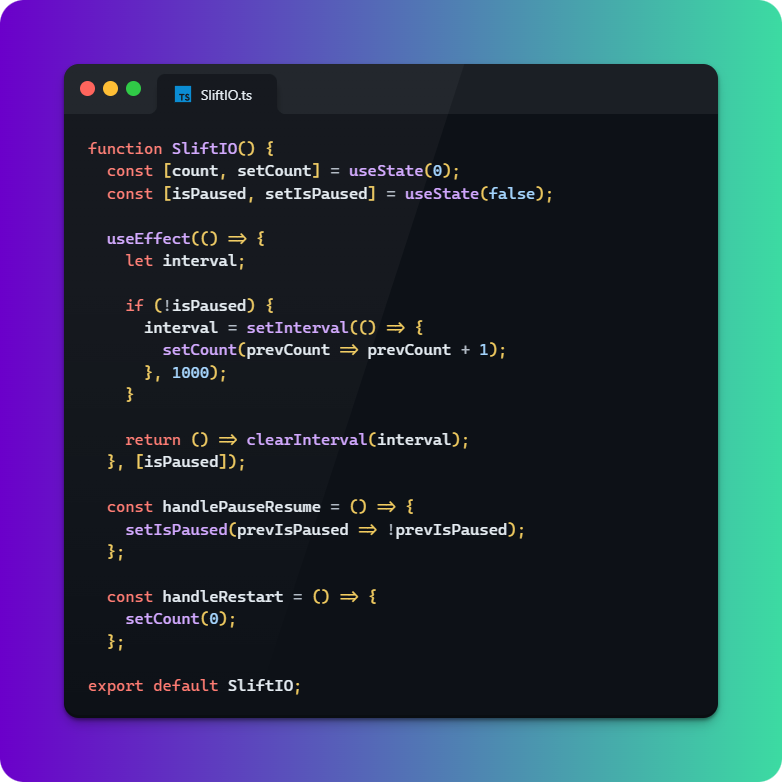 TS SliftIO.ts
function SliftIO() {
  const [count, setCount] = useState(0);
  const [isPaused, setIsPaused] = useState(false);

  useEffect(() => {
    let interval;

    if (!isPaused) {
      interval = setInterval(() => {
        setCount(prevCount => prevCount + 1);
      }, 1000);
    }

    return () => clearInterval(interval);
  }, [isPaused]);

  const handlePauseResume = () => {
    setIsPaused(prevIsPaused => !prevIsPaused);
  };

  const handleRestart = () => {
    setCount(0);
  };

export default SliftIO;